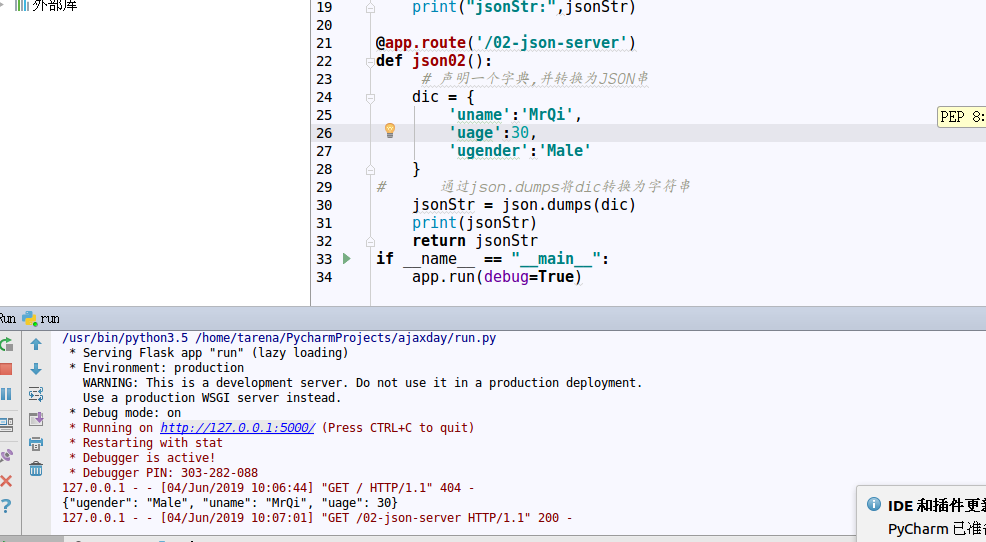 外部库
19 print("jsonStr:",jsonStr)
20
21 @app.route('/02-json-server')
22 def json02():
23 # 声明一个字典,并转换为JSON串
24 dic = {
25 'uname':'MrQi',
26 'uage':30,
27 'ugender':'Male'
28 }
29 # 通过json.dumps将dic转换为字符串
30 jsonStr = json.dumps(dic)
31 print(jsonStr)
32 return jsonStr
33 if __name__ == "__main__":
34 app.run(debug=True)
PEP 8:
Run run
/usr/bin/python3.5 /home/tarena/PycharmProjects/ajaxday/run.py
* Serving Flask app "run" (lazy loading)
* Environment: production
WARNING: This is a development server. Do not use it in a production deployment.
Use a production WSGI server instead.
* Debug mode: on
* Running on http://127.0.0.1:5000/ (Press CTRL+C to quit)
* Restarting with stat
* Debugger is active!
* Debugger PIN: 303-282-088
127.0.0.1 - - [04/Jun/2019 10:06:44] "GET / HTTP/1.1" 404 -
{"ugender": "Male", "uname": "MrQi", "uage": 30}
127.0.0.1 - - [04/Jun/2019 10:07:01] "GET /02-json-server HTTP/1.1" 200 -
IDE 和插件更新
PyCharm 已准备